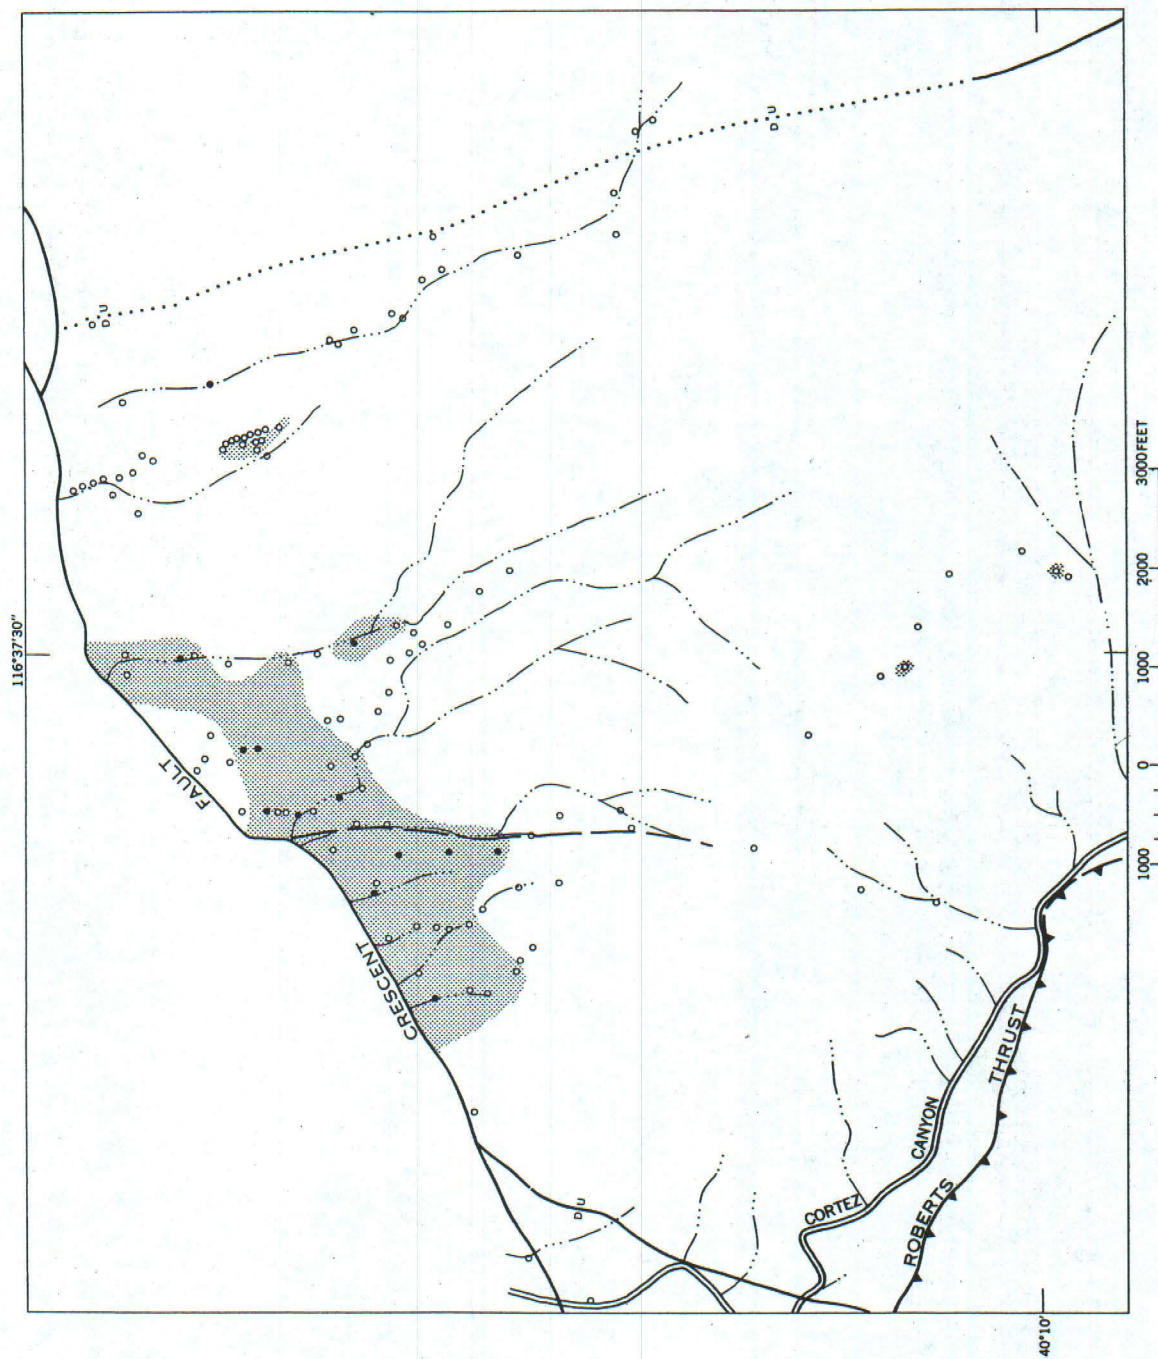 116°37'30"
U
D
U
D
FAULT
CRESCENT
U
D
CORTEZ
CANYON
ROBERTS
THRUST
40°10'
1000 0 1000 2000 3000 FEET